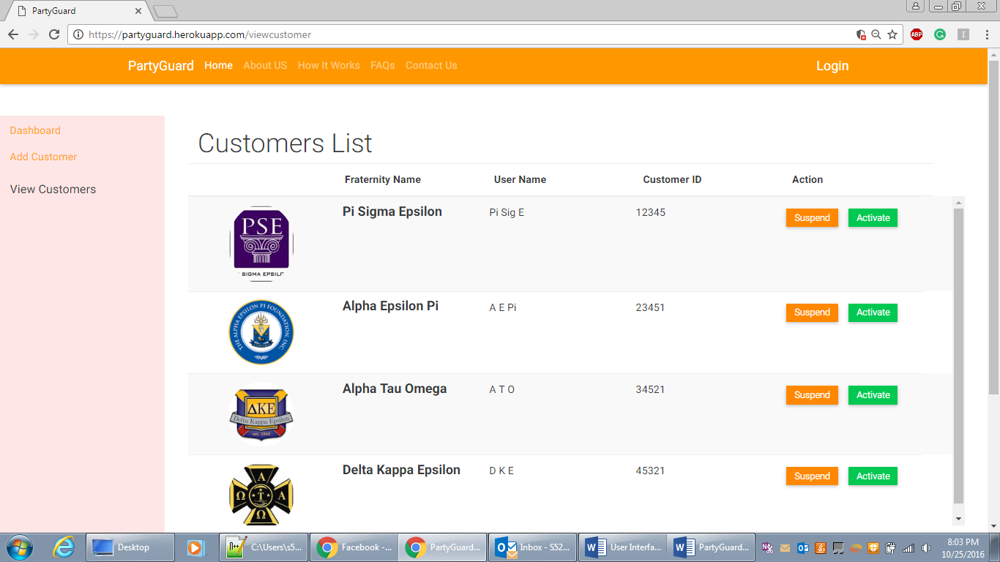 PartyGuard
https://partyguard.herokuapp.com/viewcustomer
ABP
PartyGuard Home About US How It Works FAQs Contact Us Login
Dashboard
Add Customer
View Customers
Customers List
Fraternity Name User Name Customer ID Action
PSE
SIGMA EPSIL
Pi Sigma Epsilon Pi Sig E 12345 Suspend Activate
THE ALPHA EPSILON PI FOUNDATION, INC
Alpha Epsilon Pi A E Pi 23451 Suspend Activate
ΔKE
Delta Kappa Epsilon
est. 1844
Alpha Tau Omega A T O 34521 Suspend Activate
Α
Ω Τ Α
Ω
Delta Kappa Epsilon D K E 45321 Suspend Activate
Desktop
C:\Users\s5...
Facebook -...
PartyGuard...
Inbox - S52...
User Interfa...
PartyGuard...
8:03 PM
10/25/2016